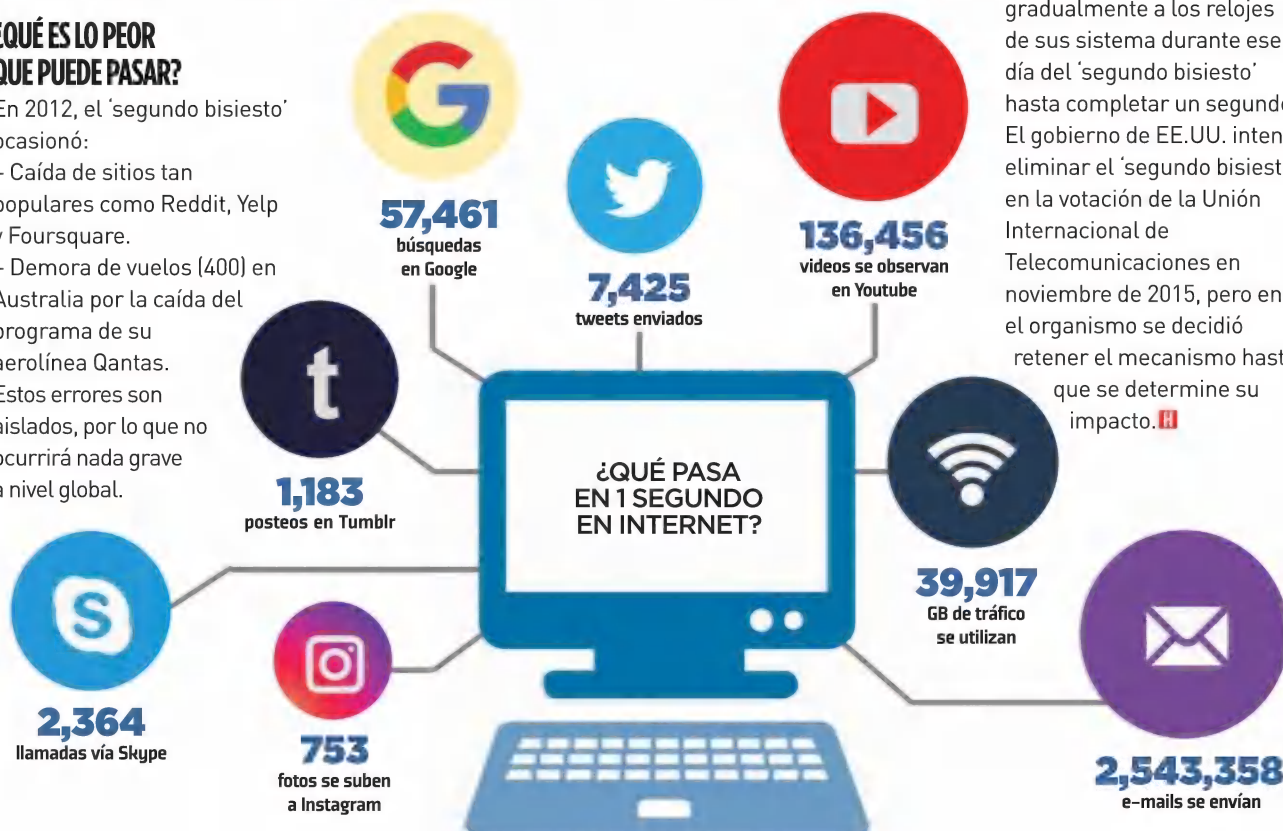 ¿QUÉ ES LO PEOR
QUE PUEDE PASAR?
En 2012, el ‘segundo bisiesto’
ocasionó:
- Caída de sitios tan
populares como Reddit, Yelp
y Foursquare.
- Demora de vuelos (400) en
Australia por la caída del
programa de su
aerolínea Qantas.
Estos errores son
aislados, por lo que no
ocurrirá nada grave
a nivel global.
57,461
búsquedas
en Google
7,425
tweets enviados
136,456
videos se observan
en Youtube
t
1,183
posteos en Tumblr
¿QUÉ PASA
EN 1 SEGUNDO
EN INTERNET?
39,917
GB de tráfico
se utilizan
S
2,364
llamadas vía Skype
753
fotos se suben
a Instagram
2,543,358
e-mails se envían
gradualmente a los relojes
de sus sistema durante ese
día del ‘segundo bisiesto’
hasta completar un segundo
El gobierno de EE.UU.
eliminar el ‘segundo bisiesto
en la votación de la Unión
Internacional de
Telecomunicaciones en
noviembre de 2015, pero en
el organismo se decidió
retener el mecanismo hasta
que se determine su
impacto. H